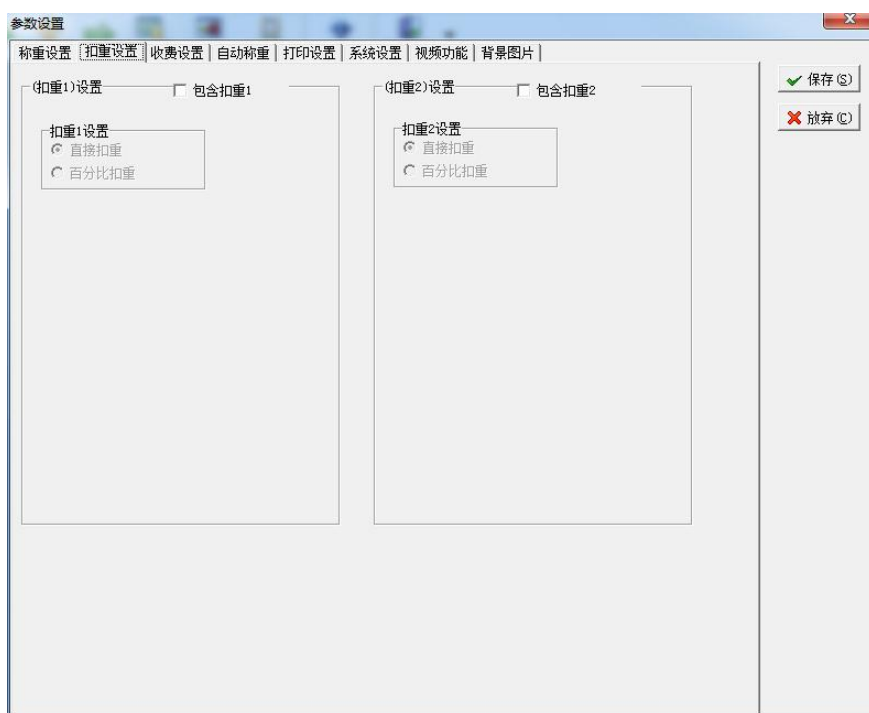 参数设置
称重设置 扣重设置 收费设置 自动称重 打印设置 系统设置 视频功能 背景图片
(扣重1)设置 包含扣重1
扣重1设置
直接扣重
百分比扣重
(扣重2)设置 包含扣重2
扣重2设置
直接扣重
百分比扣重
保存(S)
放弃(C)